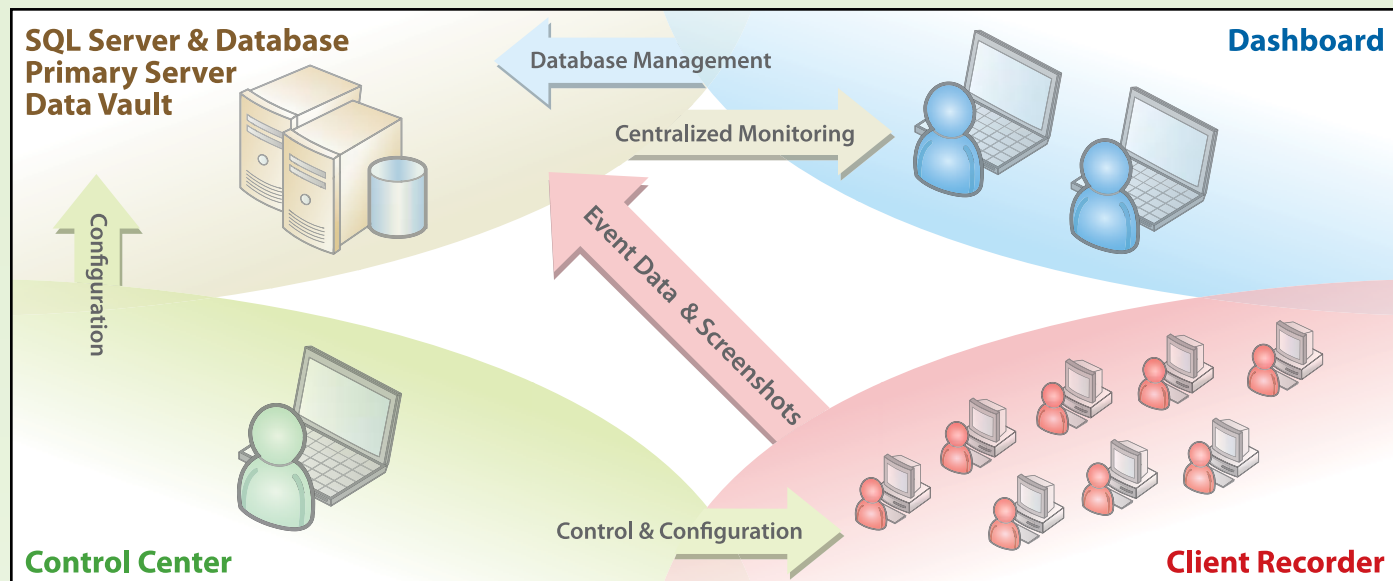 SQL Server & Database
Primary Server
Data Vault
Database Management
Dashboard
Centralized Monitoring
Configuration
Event Data & Screenshots
Control & Configuration
Control Center
Client Recorder